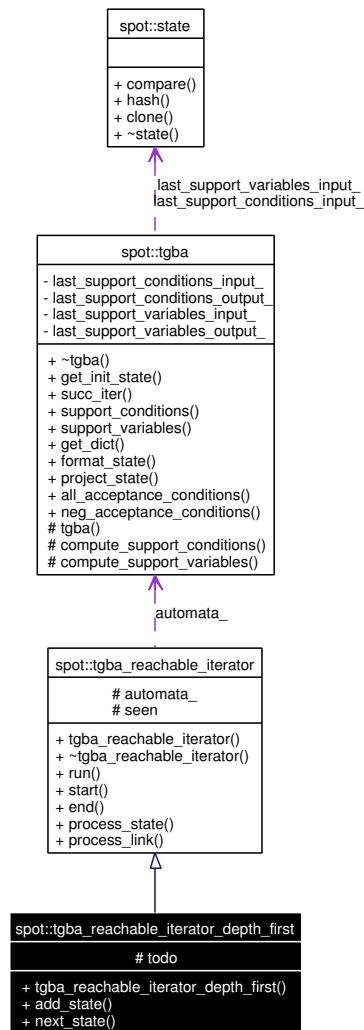 spot::state
+ compare()
+ hash()
+ clone()
+ ~state()
last_support_variables_input_
last_support_conditions_input_
spot::tgba
- last_support_conditions_input_
- last_support_conditions_output_
- last_support_variables_input_
- last_support_variables_output_
+ ~tgba()
+ get_init_state()
+ succ_iter()
+ support_conditions()
+ support_variables()
+ get_dict()
+ format_state()
+ project_state()
+ all_acceptance_conditions()
+ neg_acceptance_conditions()
# tgba()
# compute_support_conditions()
# compute_support_variables()
automata_
spot::tgba_reachable_iterator
# automata_
# seen
+ tgba_reachable_iterator()
+ ~tgba_reachable_iterator()
+ run()
+ start()
+ end()
+ process_state()
+ process_link()
spot::tgba_reachable_iterator_depth_first
# todo
+ tgba_reachable_iterator_depth_first()
+ add_state()
+ next_state()